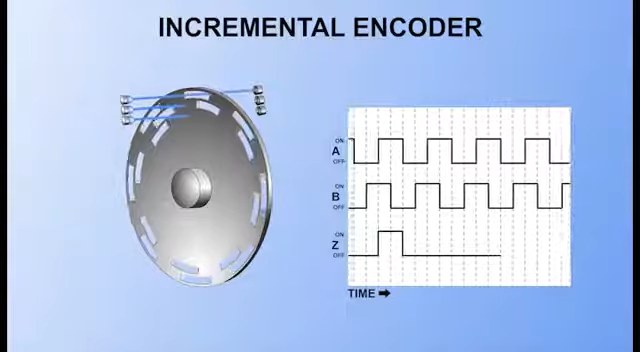 INCREMENTAL ENCODER
ON
A
OFF
ON
B
OFF
ON
Z
OFF
TIME ➡